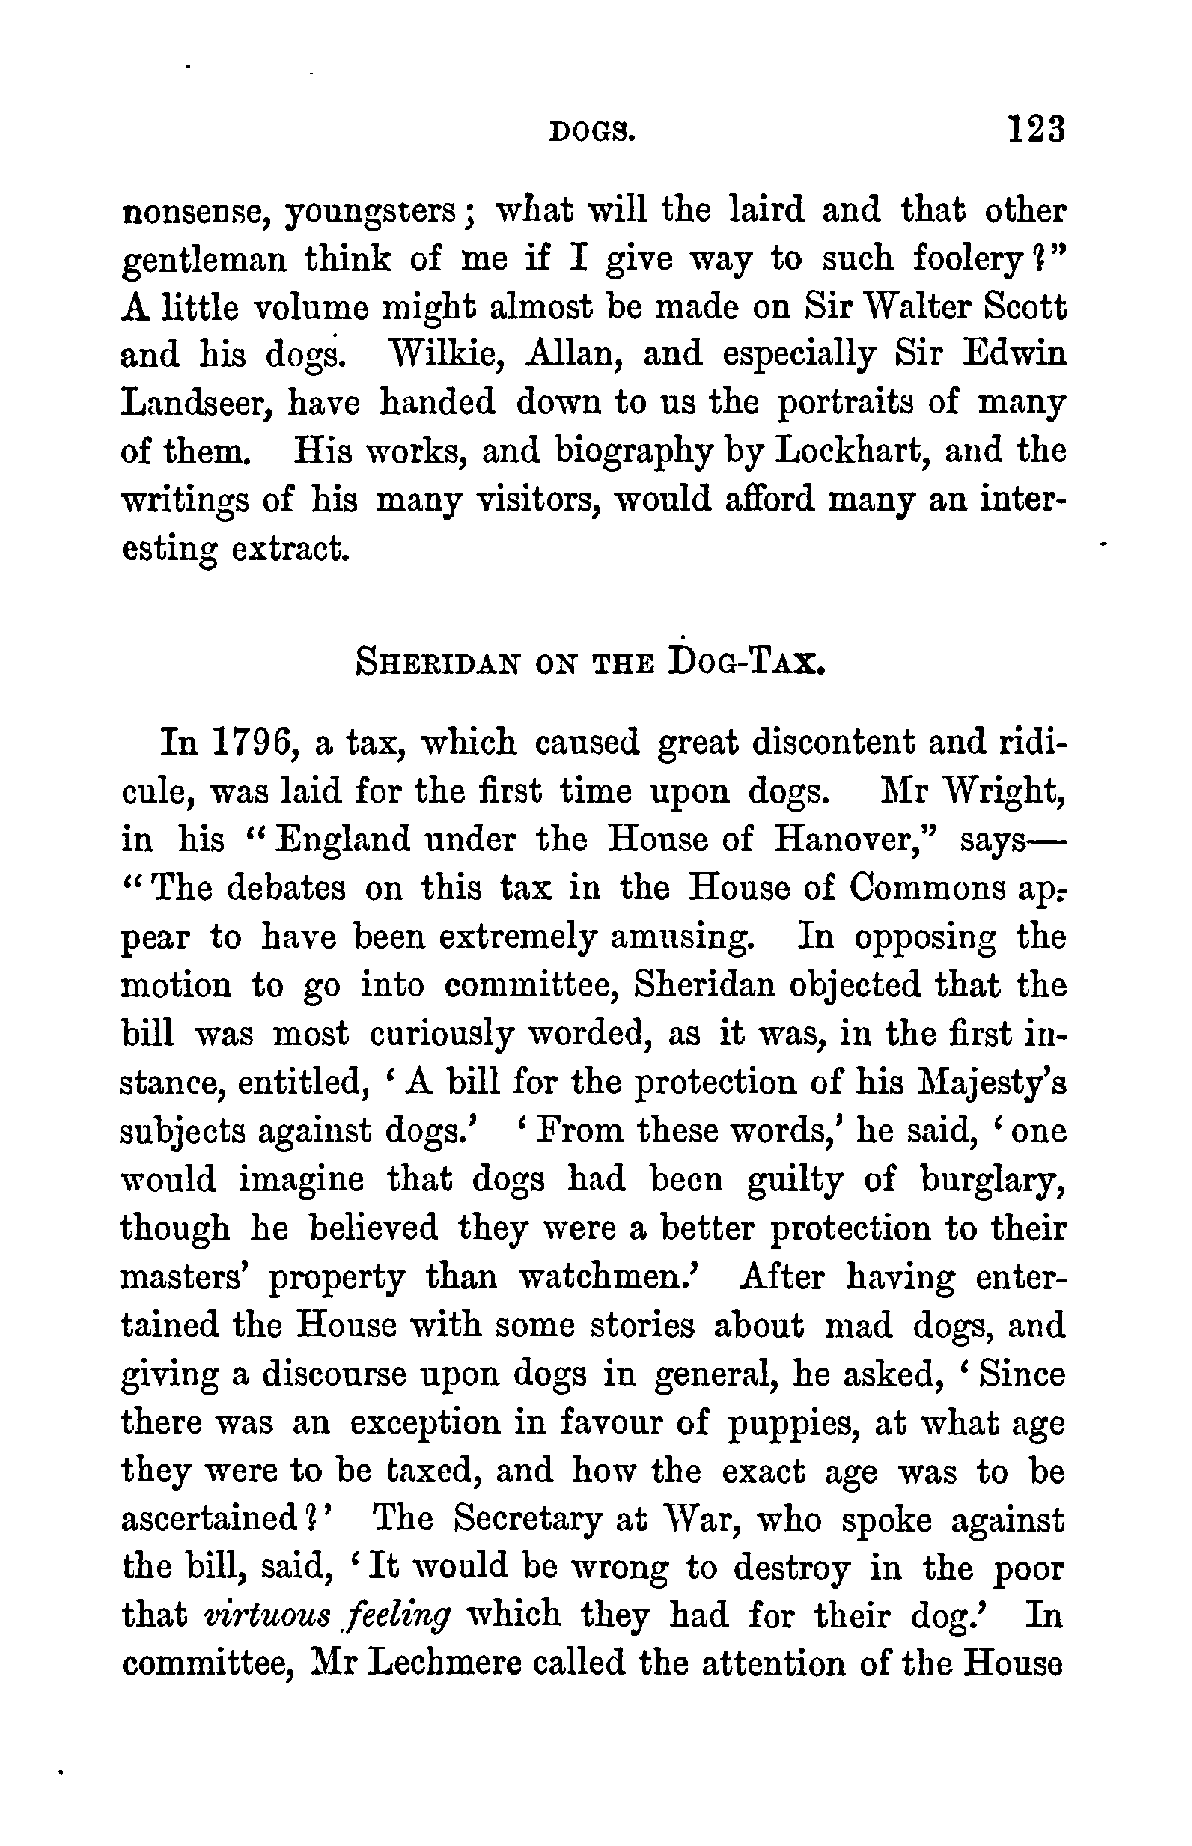 DOGS. 123
nonsense, youngsters; what will the laird and that other
gentleman think of me if I give way to such foolery?"
A little volume might almost be made on Sir Walter Scott
and his dogs. Wilkie, Allan, and especially Sir Edwin
Landseer, have handed down to us the portraits of many
of them. His works, and biography by Lockhart, and the
writings of his many visitors, would afford many an inter-
esting extract.
SHERIDAN ON THE DOG-TAX.
In 1796, a tax, which caused great discontent and ridi-
cule, was laid for the first time upon dogs. Mr Wright,
in his "England under the House of Hanover," says—
"The debates on this tax in the House of Commons ap-
pear to have been extremely amusing. In opposing the
motion to go into committee, Sheridan objected that the
bill was most curiously worded, as it was, in the first in-
stance, entitled, 'A bill for the protection of his Majesty's
subjects against dogs.' 'From these words,' he said, 'one
would imagine that dogs had been guilty of burglary,
though he believed they were a better protection to their
masters' property than watchmen.' After having enter-
tained the House with some stories about mad dogs, and
giving a discourse upon dogs in general, he asked, 'Since
there was an exception in favour of puppies, at what age
they were to be taxed, and how the exact age was to be
ascertained?' The Secretary at War, who spoke against
the bill, said, 'It would be wrong to destroy in the poor
that virtuous feeling which they had for their dog.' In
committee, Mr Lechmere called the attention of the House